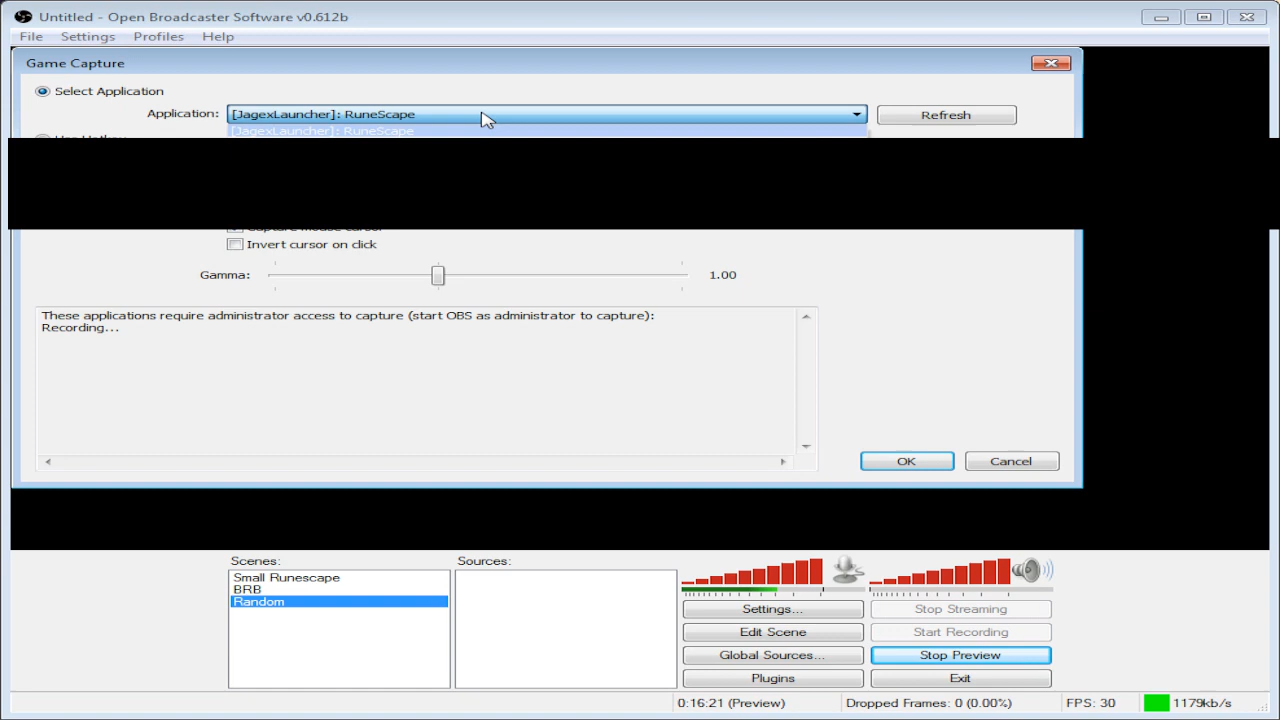 Untitled - Open Broadcaster Software v0.612b
File Settings Profiles Help
Game Capture
Select Application
Application: [JagexLauncher]: RuneScape Refresh
[JagexLauncher]: RuneScape
Invert cursor on click
Gamma: 1.00
These applications require administrator access to capture (start OBS as administrator to capture):
Recording...
OK Cancel
Scenes: Sources:
Small Runescape
BRB
Random
Settings... Stop Streaming
Edit Scene Start Recording
Global Sources... Stop Preview
Plugins Exit
0:16:21 (Preview) Dropped Frames: 0 (0.00%) FPS: 30 1179kb/s